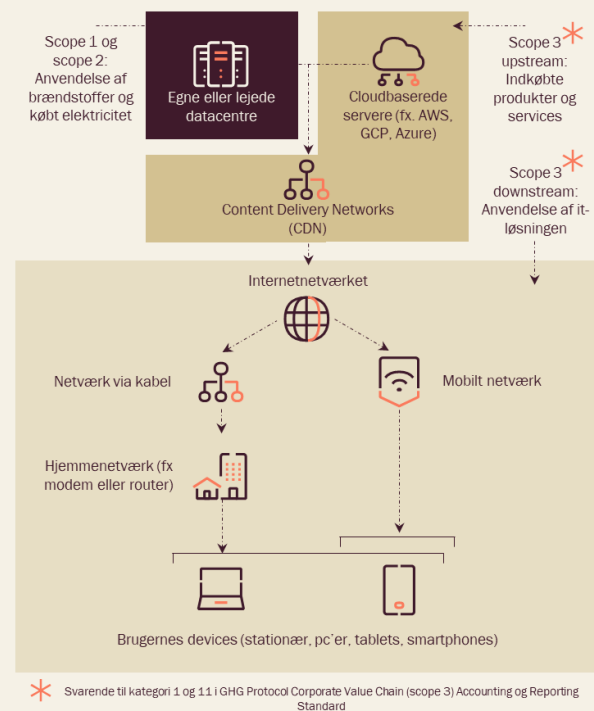 Scope 1 og
scope 2:
Anvendelse af
brændstoffer og
købt elektricitet
Egne eller lejede
datacentre
Cloudbaserede
servere (fx. AWS,
GCP, Azure)
Scope 3
upstream:
Indkøbte
produkter og
services
Scope 3
downstream:
Anvendelse af it-
løsningen
Content Delivery Networks
(CDN)
Internetnetværket
Netværk via kabel
Mobilt netværk
Hjemmenetværk (fx
modem eller router)
Brugernes devices (stationær, pc'er, tablets, smartphones)
Svarende til kategori 1 og 11 i GHG Protocol Corporate Value Chain (scope 3) Accounting og Reporting
Standard